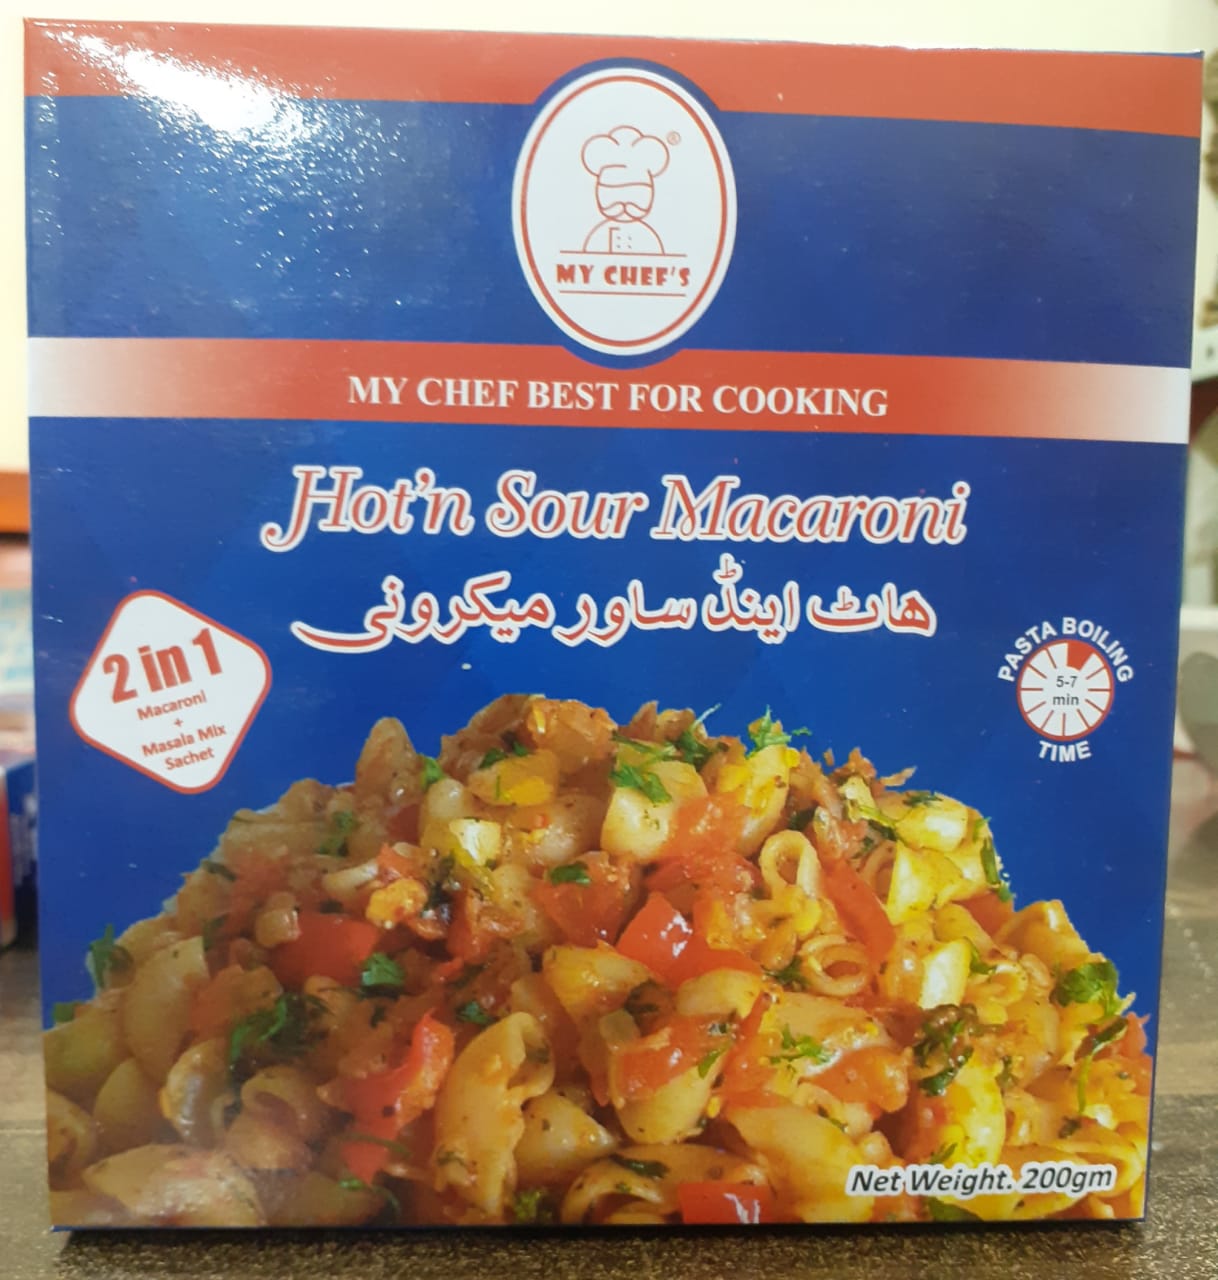 ®
MY CHEF'S
MY CHEF BEST FOR COOKING
Hot'n Sour Macaroni
ھاٹ اینڈ ساور میکرونی
2 in 1
Macaroni
+
Masala Mix
Sachet
PASTA BOILING
5-7
min
TIME
Net Weight. 200gm